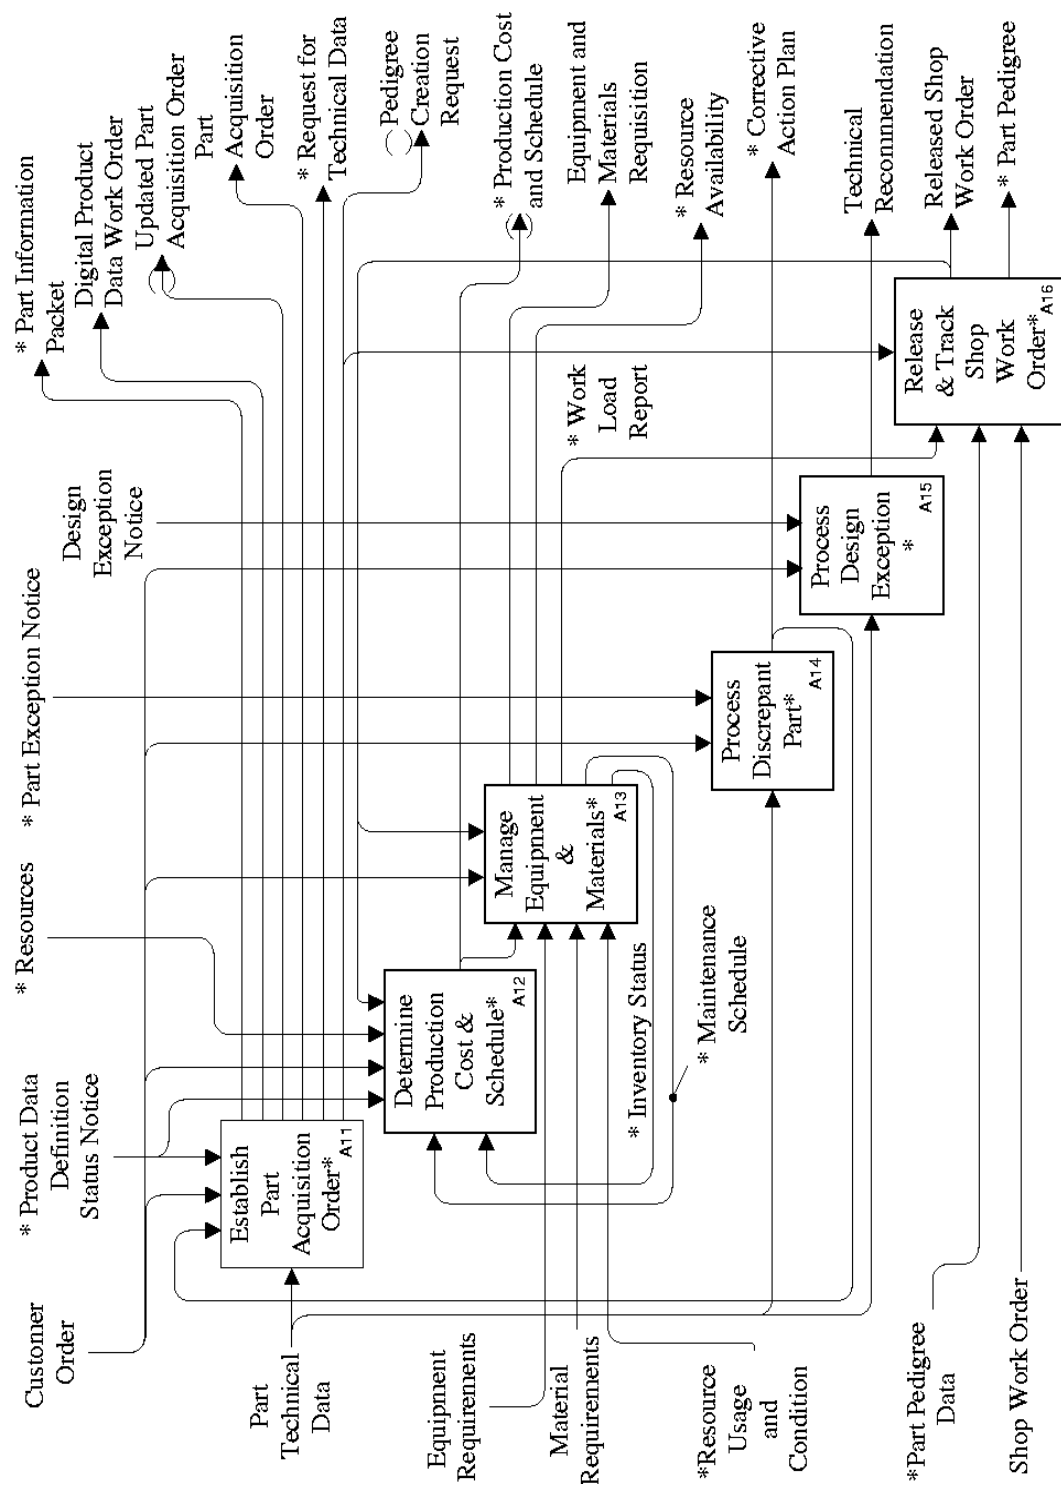 Customer
Order
* Product Data
Definition
Status Notice
* Resources
* Part Exception Notice
Design
Exception
Notice
* Part Information
Packet
Digital Product
Data Work Order
Updated Part
Acquisition Order
Part
Acquisition
Order
* Request for
Technical Data
Pedigree
Creation
Request
* Production Cost
and Schedule
Equipment and
Materials
Requisition
* Resource
Availability
* Corrective
Action Plan
Technical
Recommendation
Released Shop
Work Order
* Part Pedigree
Establish
Part
Acquisition
Order*
A11
Determine
Production
Cost &
Schedule*
A12
Manage
Equipment
&
Materials*
A13
Process
Discrepant
Part*
A14
Process
Design
Exception
*
A15
Release
& Track
Shop
Work
Order*
A16
* Work
Load
Report
* Inventory Status
* Maintenance
Schedule
Part
Technical
Data
Equipment
Requirements
Material
Requirements
*Resource
Usage
and
Condition
*Part Pedigree
Data
Shop Work Order